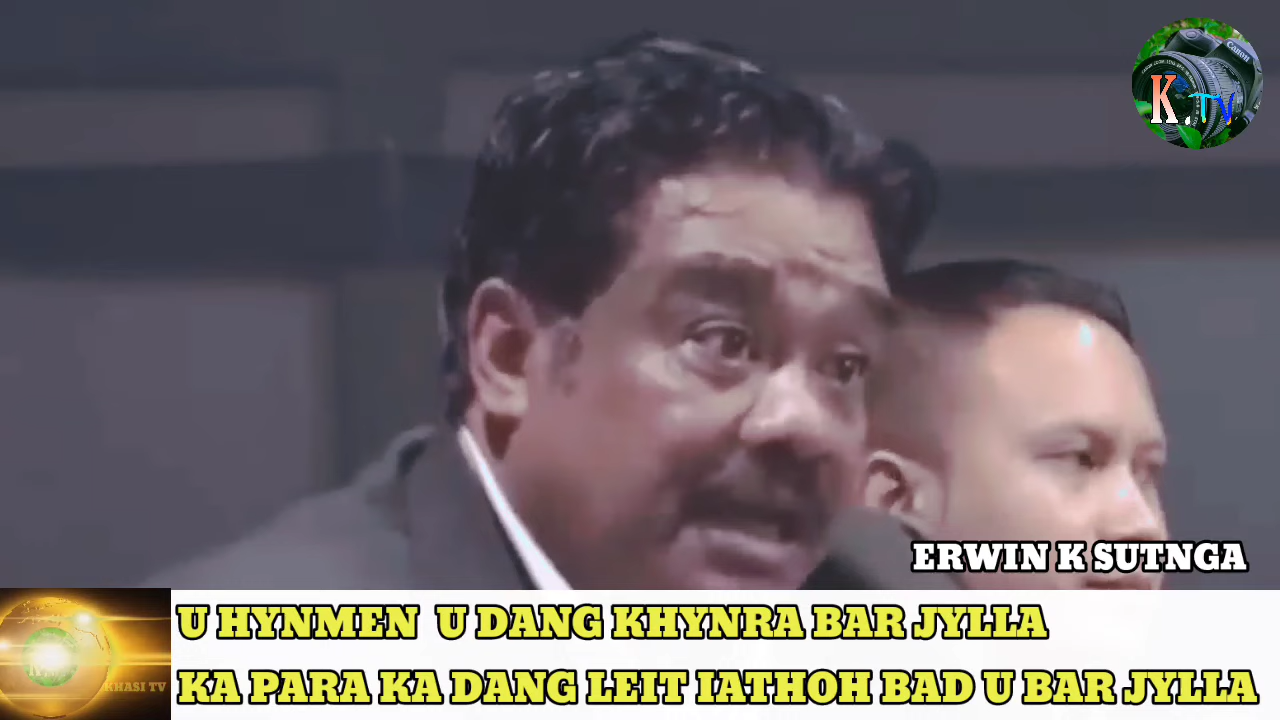 Canon
K.TV
ERWIN K SUTNGA
U HYNMEN U DANG KHYNRA BAR JYLLA
KHASI TV
KA PARA KA DANG LEIT IATHOH BAD U BAR JYLLA